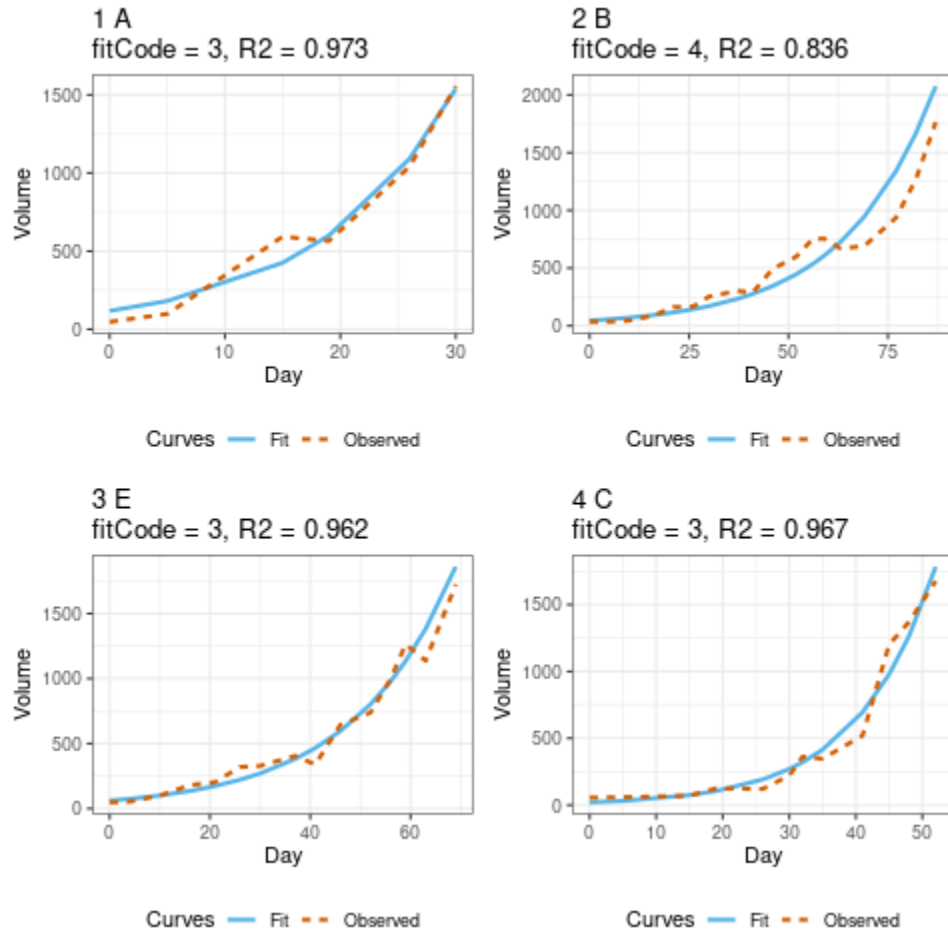 1 A
fitCode = 3, R2 = 0.973
1500
1000
500
0
Volume
0 10 20 30
Day
Curves Fit Observed
2 B
fitCode = 4, R2 = 0.836
2000
1500
1000
500
0
Volume
0 25 50 75
Day
Curves Fit Observed
3 E
fitCode = 3, R2 = 0.962
1500
1000
500
0
Volume
0 20 40 60
Day
Curves Fit Observed
4 C
fitCode = 3, R2 = 0.967
1500
1000
500
0
Volume
0 10 20 30 40 50
Day
Curves Fit Observed